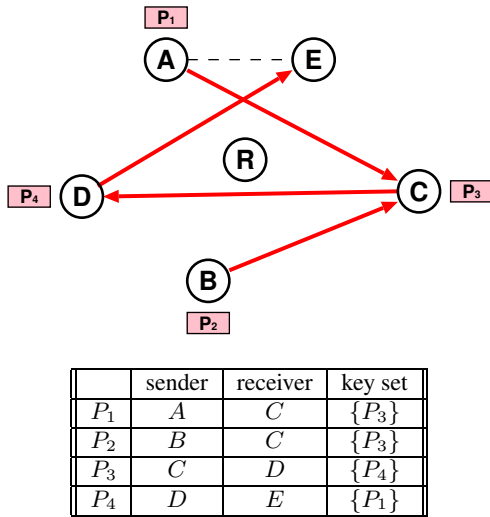 P₁
A E
R
P₄ D C P₃
B
P₂
sender receiver key set
P₁ A C {P₃}
P₂ B C {P₃}
P₃ C D {P₄}
P₄ D E {P₁}